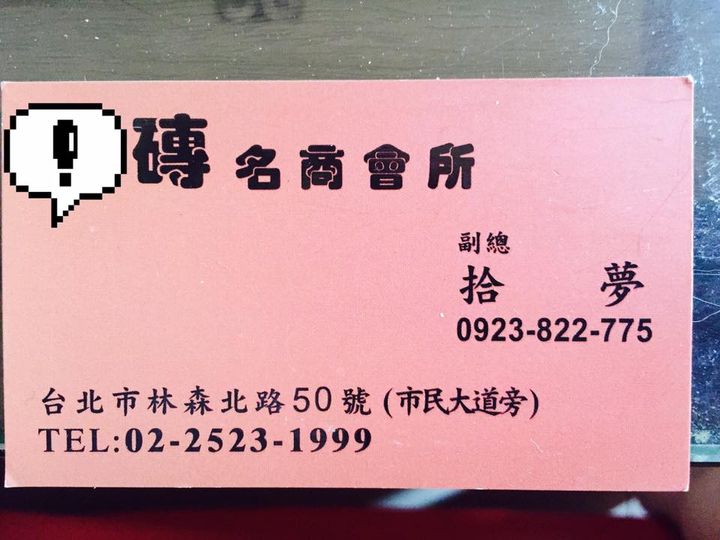 !
磚 名商會所
副總
拾 夢
0923-822-775
台北市林森北路50號(市民大道旁)
TEL:02-2523-1999